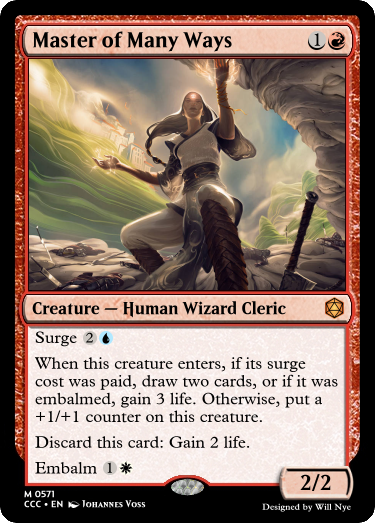 Master of Many Ways 1
Creature — Human Wizard Cleric
Surge 2
When this creature enters, if its surge
cost was paid, draw two cards, or if it was
embalmed, gain 3 life. Otherwise, put a
+1/+1 counter on this creature.
Discard this card: Gain 2 life.
Embalm 1
2/2
M 0571
CCC • EN Johannes Voss
Designed by Will Nye